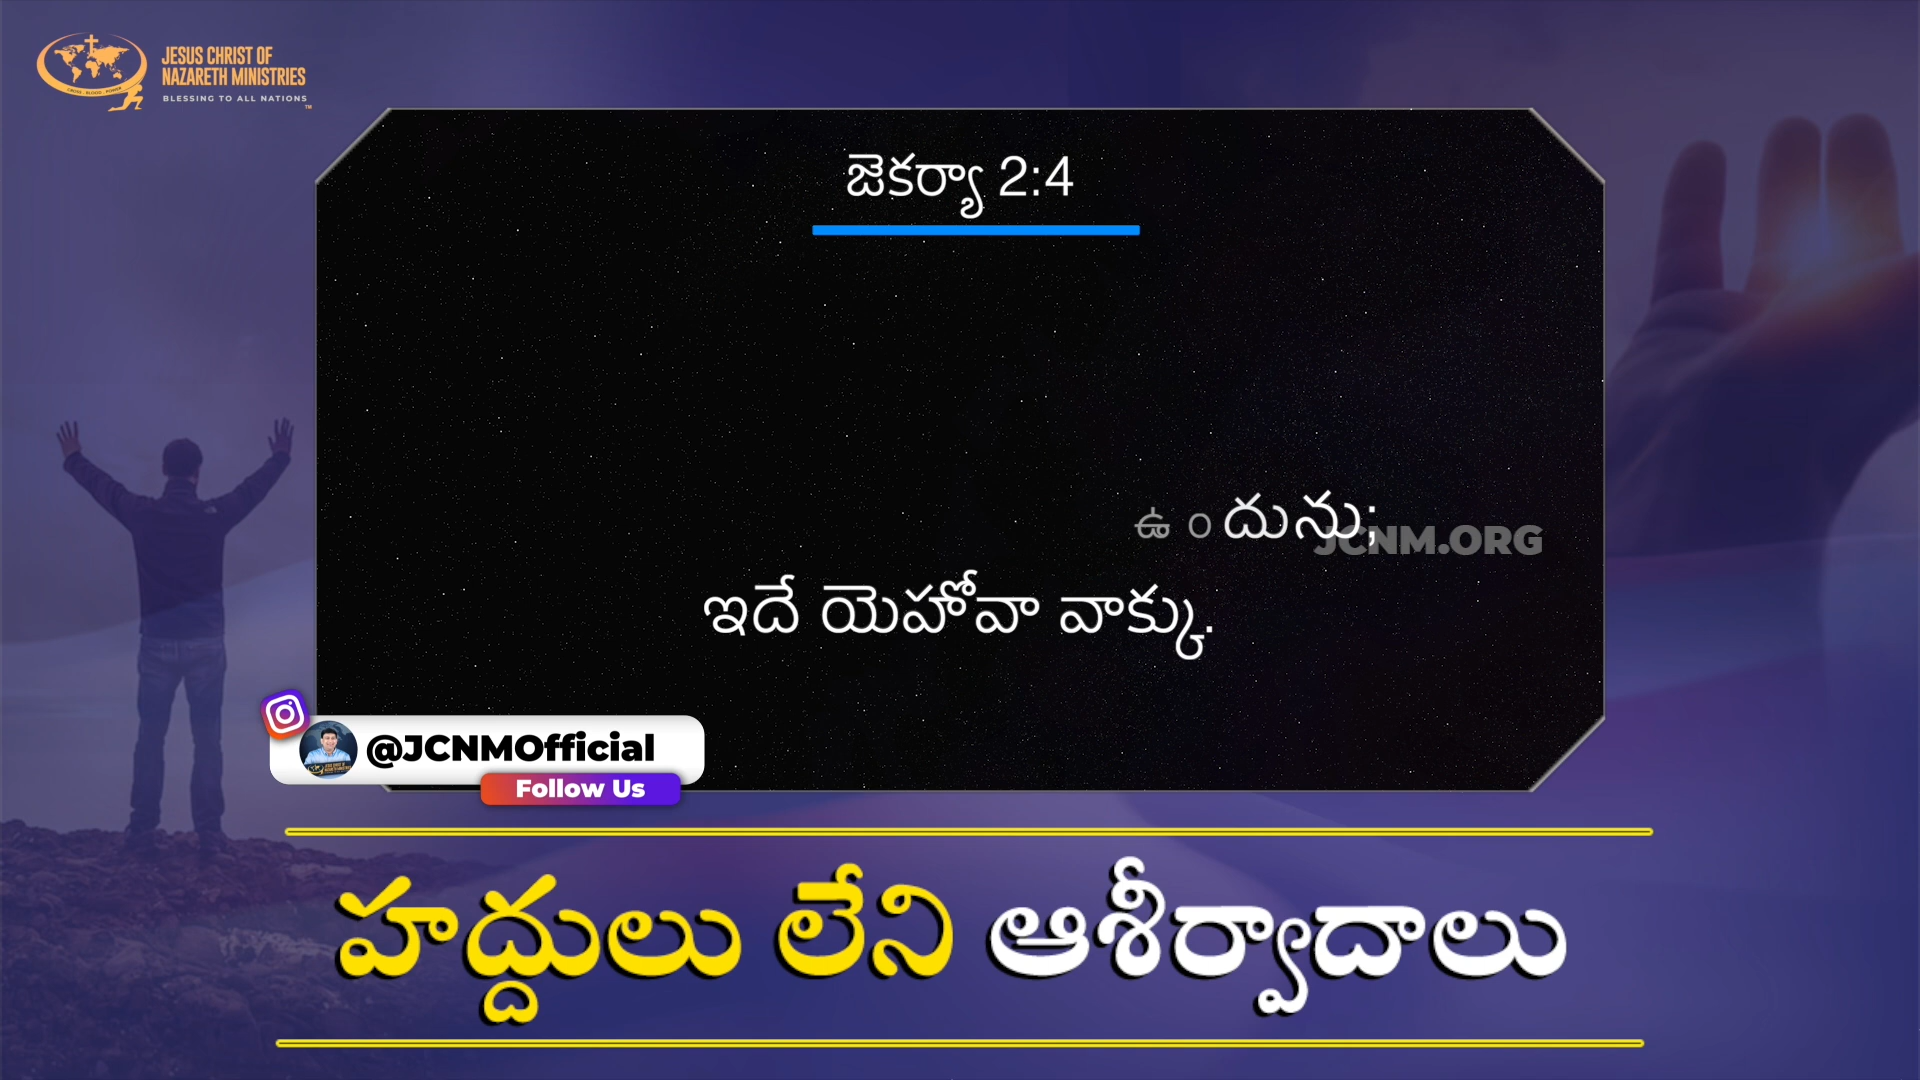 JESUS CHRIST OF
NAZARETH MINISTRIES
BLESSING TO ALL NATIONS
జెకర్యా 2:4
ఉందును;
JCNM.ORG
ఇదే యెహోవా వాక్కు.
@JCNMOfficial
Follow Us
హద్దులు లేని ఆశీర్వాదాలు